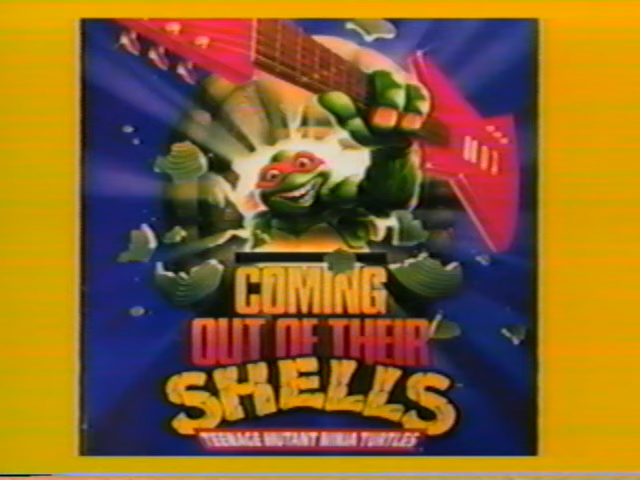 COMING
OUT OF THEIR
SHELLS
TEENAGE MUTANT NINJA TURTLES